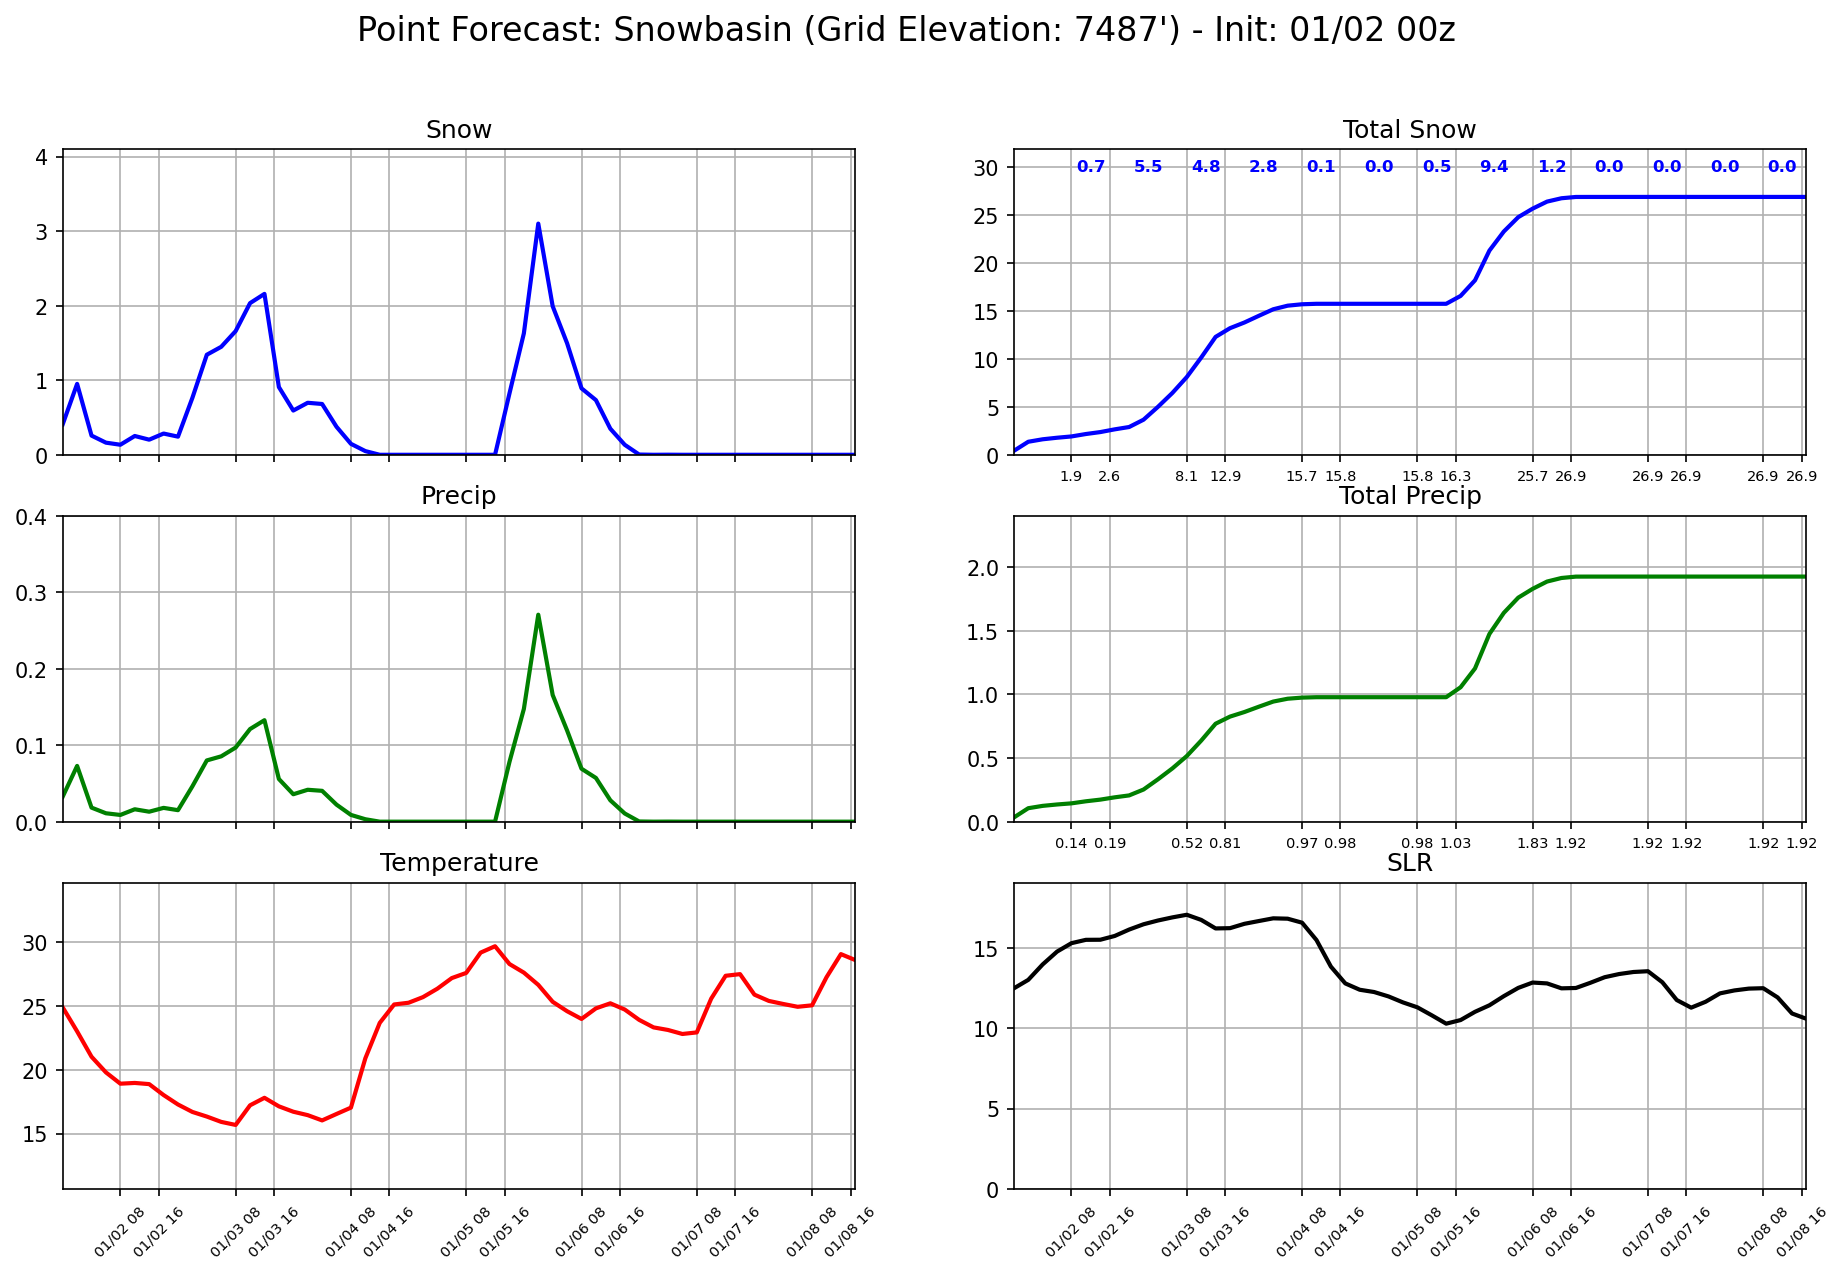 Point Forecast: Snowbasin (Grid Elevation: 7487') - Init: 01/02 00z
Snow
4
3
2
1
0
Total Snow
30
25
20
15
10
5
0
0.7 5.5 4.8 2.8 0.1 0.0 0.5 9.4 1.2 0.0 0.0 0.0 0.0
1.9 2.6 8.1 12.9 15.7 15.8 15.8 16.3 25.7 26.9 26.9 26.9 26.9 26.9
Precip
0.4
0.3
0.2
0.1
0.0
Total Precip
2.0
1.5
1.0
0.5
0.0
0.14 0.19 0.52 0.81 0.97 0.98 0.98 1.03 1.83 1.92 1.92 1.92 1.92 1.92
Temperature
30
25
20
15
01/02 08 01/02 16 01/03 08 01/03 16 01/04 08 01/04 16 01/05 08 01/05 16 01/06 08 01/06 16 01/07 08 01/07 16 01/08 08 01/08 16
SLR
15
10
5
0
01/02 08 01/02 16 01/03 08 01/03 16 01/04 08 01/04 16 01/05 08 01/05 16 01/06 08 01/06 16 01/07 08 01/07 16 01/08 08 01/08 16